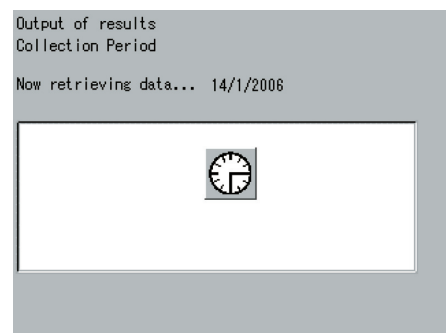 Output of results
Collection Period
Now retrieving data... 14/1/2006